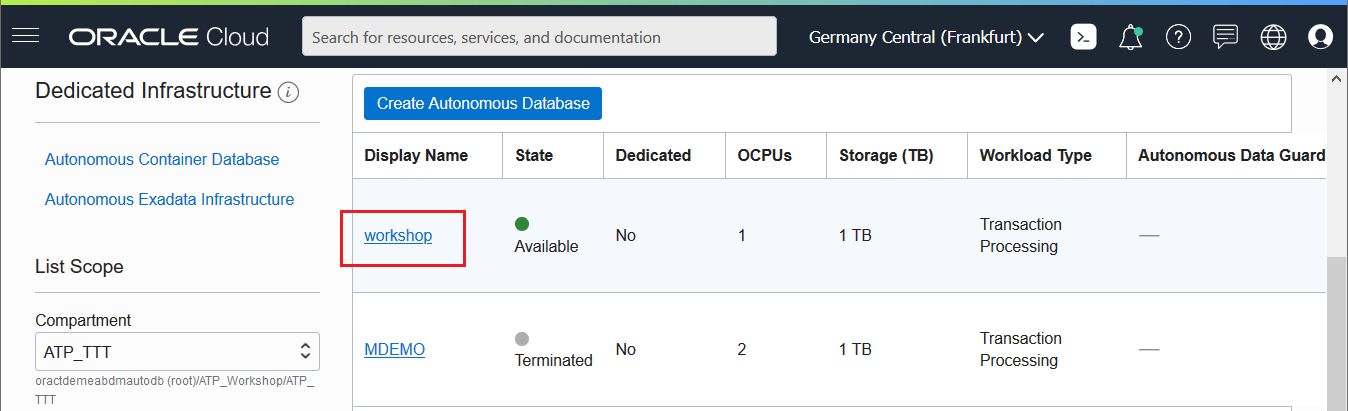 ORACLE Cloud
Search for resources, services, and documentation
Germany Central (Frankfurt)
Dedicated Infrastructure
Autonomous Container Database
Autonomous Exadata Infrastructure
List Scope
Compartment
ATP_TTT
oractdemeabdmautodb (root)/ATP_Workshop/ATP_
TTT
Create Autonomous Database
Display Name State Dedicated OCPUs Storage (TB) Workload Type Autonomous Data Guard
workshop Available No 1 1 TB Transaction
Processing —
MDEMO Terminated No 2 1 TB Transaction
Processing —